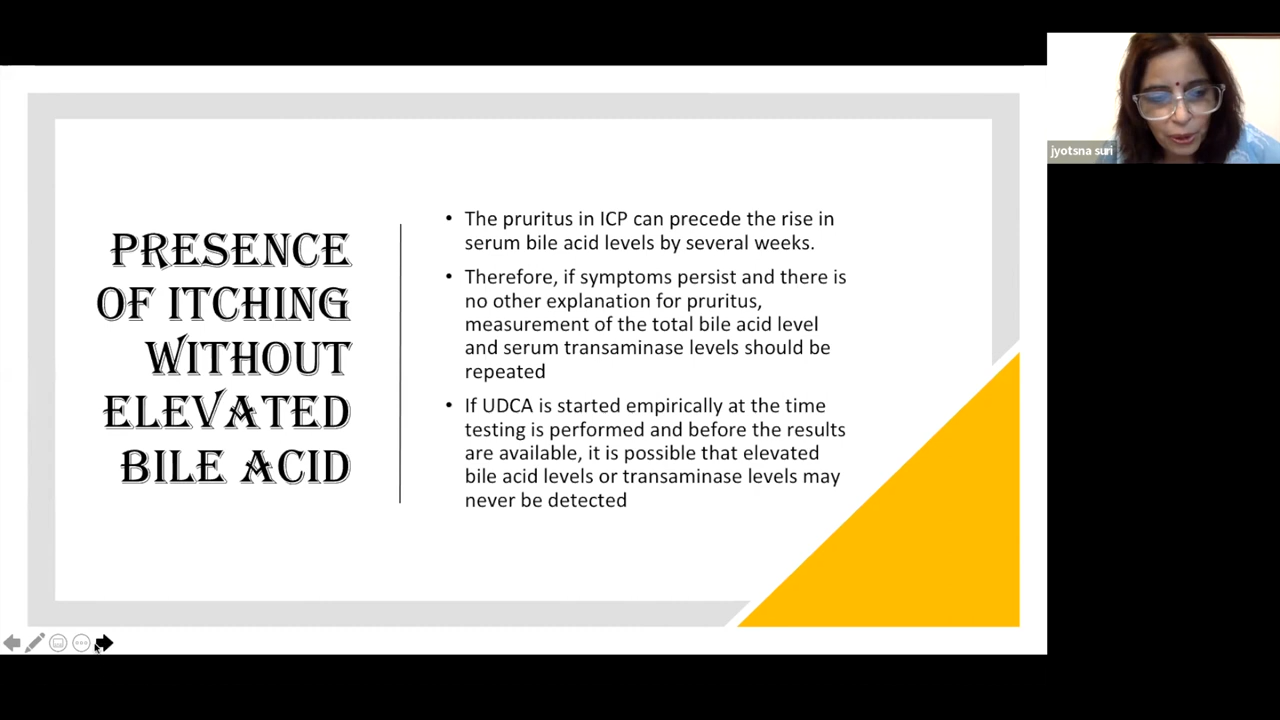 PRESENCE
OF ITCHING
WITHOUT
ELEVATED
BILE ACID
• The pruritus in ICP can precede the rise in
serum bile acid levels by several weeks.
• Therefore, if symptoms persist and there is
no other explanation for pruritus,
measurement of the total bile acid level
and serum transaminase levels should be
repeated
• If UDCA is started empirically at the time
testing is performed and before the results
are available, it is possible that elevated
bile acid levels or transaminase levels may
never be detected
jyotsna suri